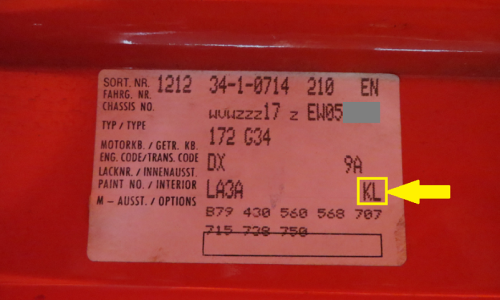 SORT. NR. 1212 34-1-0714 210 EN
FAHRG. NR.
CHASSIS NO. WVWZZZ17 Z EW05
TYP / TYPE 172 G34
MOTORKB. / GETR. KB.
ENG. CODE/TRANS. CODE DX 9A
LACKNR. / INNENAUSST.
PAINT NO. / INTERIOR LA3A KL
M – AUSST. / OPTIONS B79 430 560 568 707
715 738 750